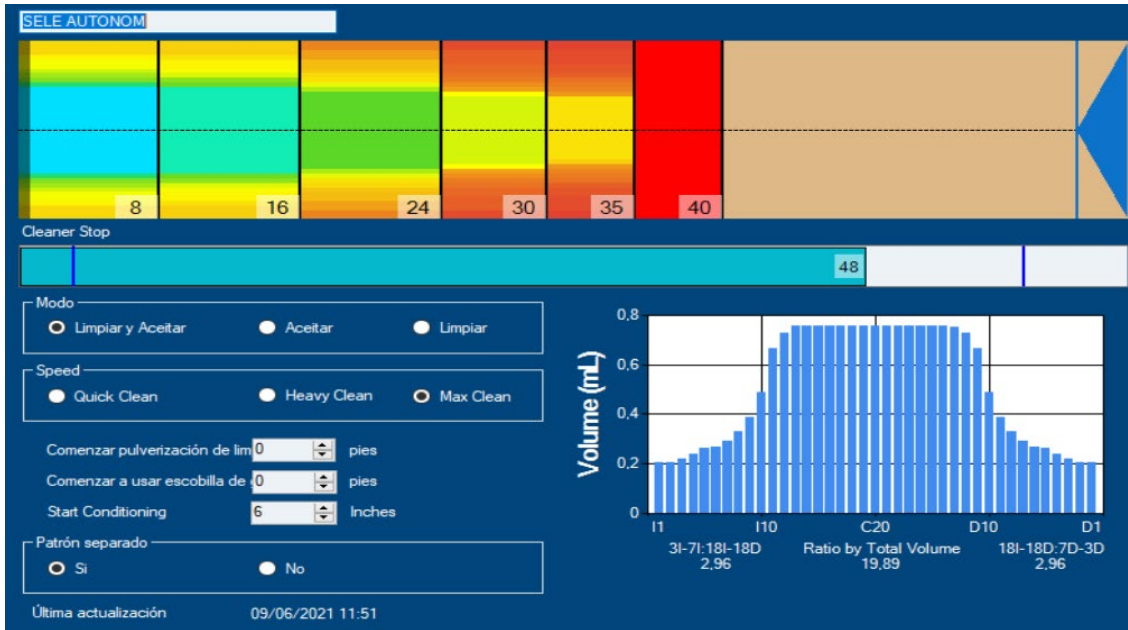 SELE AUTONOM
8 16 24 30 35 40
Cleaner Stop
48
Modo
Limpiar y Aceitar Aceitar Limpiar
Speed
Quick Clean Heavy Clean Max Clean
Comenzar pulverización de lim 0 pies
Comenzar a usar escobilla de 0 pies
Start Conditioning 6 Inches
Patrón separado
Si No
Última actualización 09/06/2021 11:51
Volume (mL)
0,8
0,6
0,4
0,2
0
I1 I10 C20 D10 D1
3I-7I:18I-18D Ratio by Total Volume 18I-18D:7D-3D
2,96 19,89 2,96